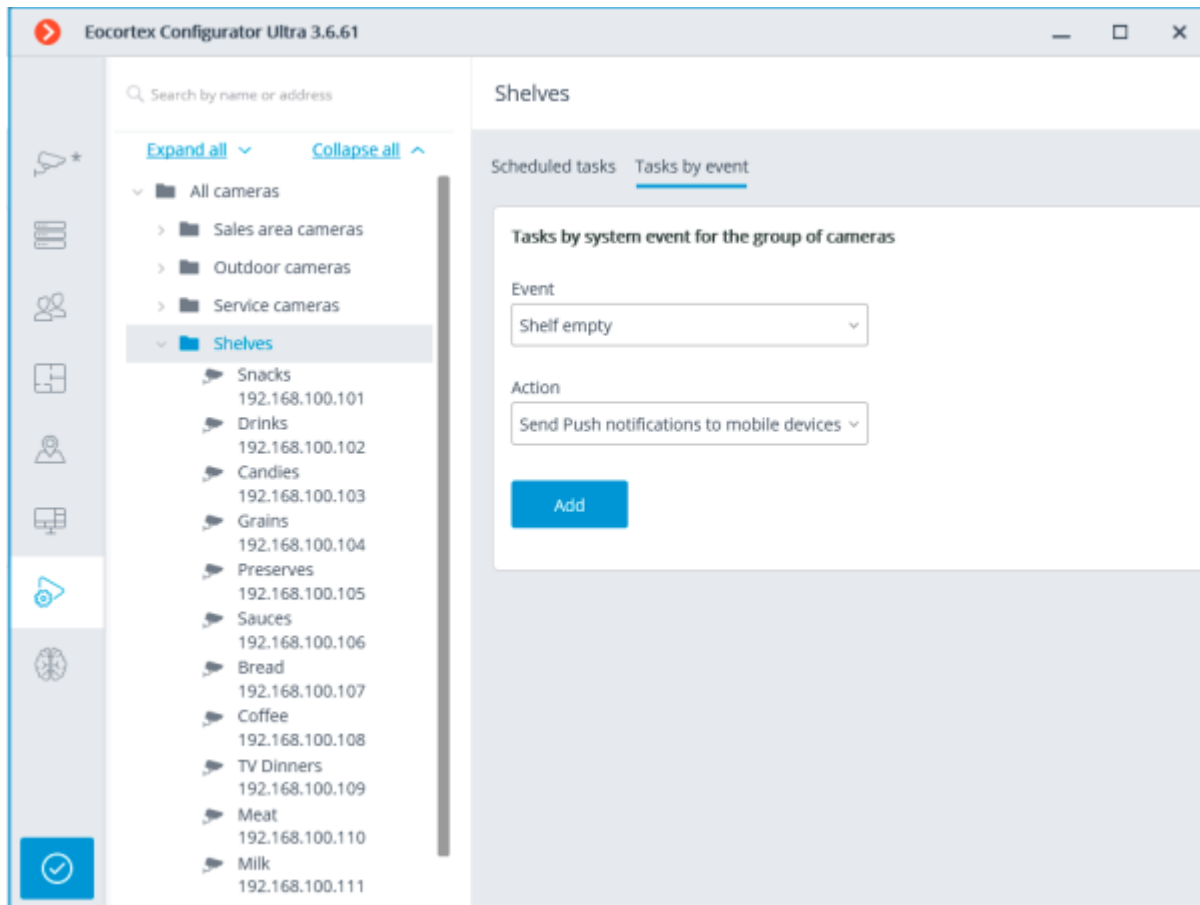 Eocortex Configurator Ultra 3.6.61
Search by name or address
Expand all
Collapse all
All cameras
Sales area cameras
Outdoor cameras
Service cameras
Shelves
Snacks
192.168.100.101
Drinks
192.168.100.102
Candies
192.168.100.103
Grains
192.168.100.104
Preserves
192.168.100.105
Sauces
192.168.100.106
Bread
192.168.100.107
Coffee
192.168.100.108
TV Dinners
192.168.100.109
Meat
192.168.100.110
Milk
192.168.100.111
Shelves
Scheduled tasks
Tasks by event
Tasks by system event for the group of cameras
Event
Shelf empty
Action
Send Push notifications to mobile devices
Add